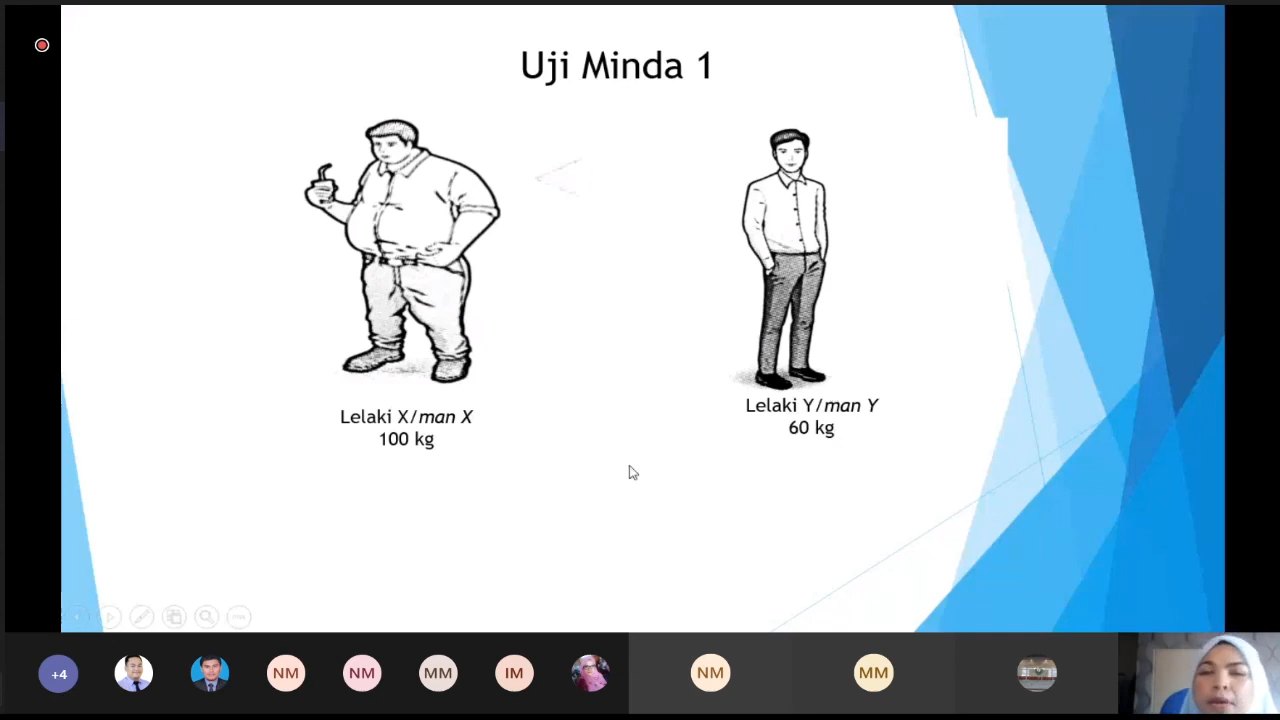 Uji Minda 1
Lelaki X/man X
100 kg
Lelaki Y/man Y
60 kg
+4
NM
NM
MM
IM
NM
MM